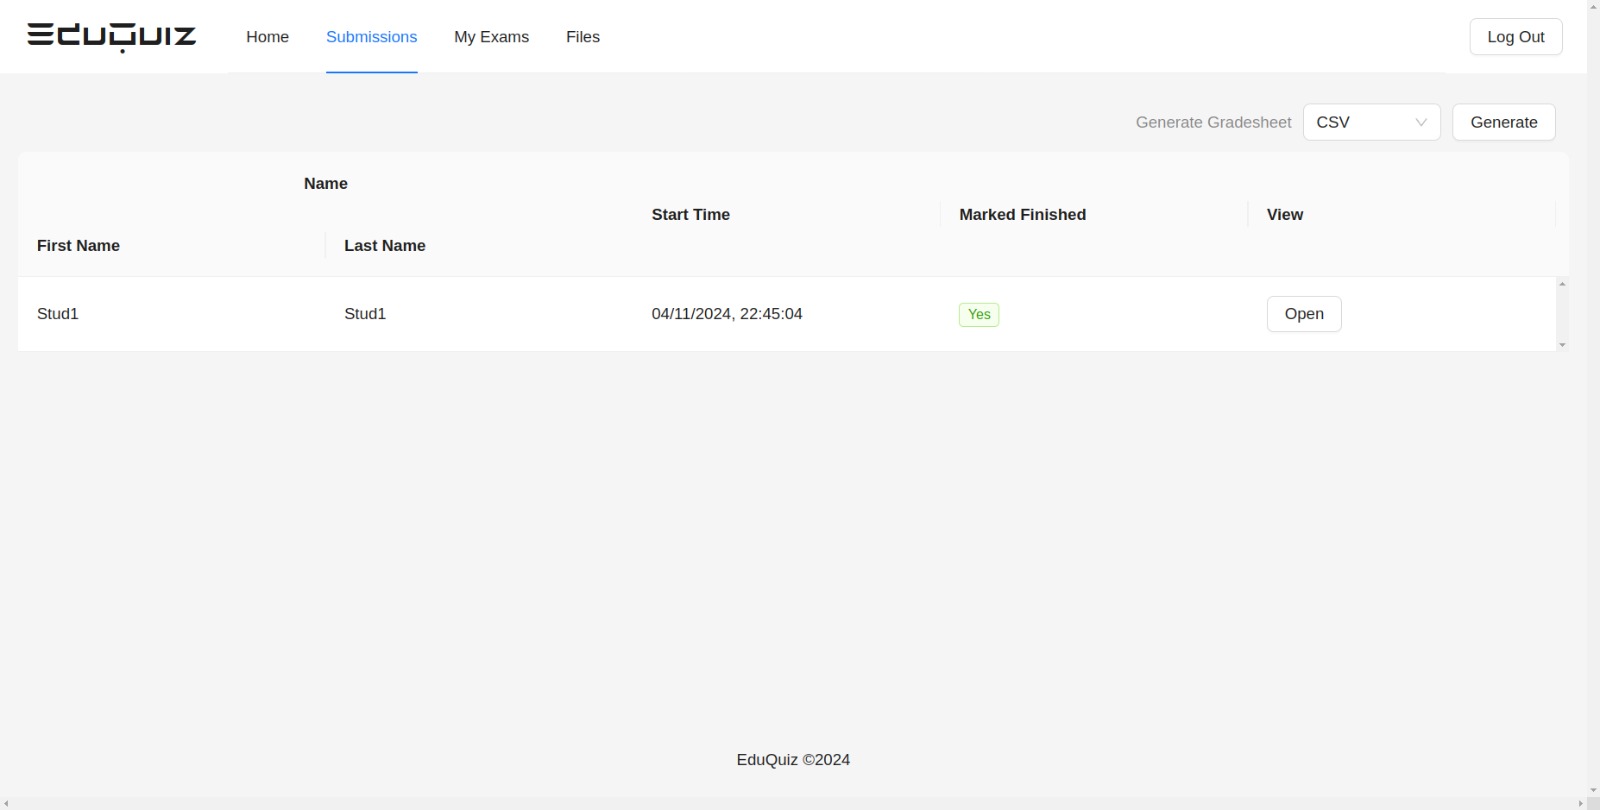 EduQuiz Home Submissions My Exams Files Log Out
Generate Gradesheet CSV Generate
Name
Start Time Marked Finished View
First Name Last Name
Stud1 Stud1 04/11/2024, 22:45:04 Yes Open
EduQuiz ©2024